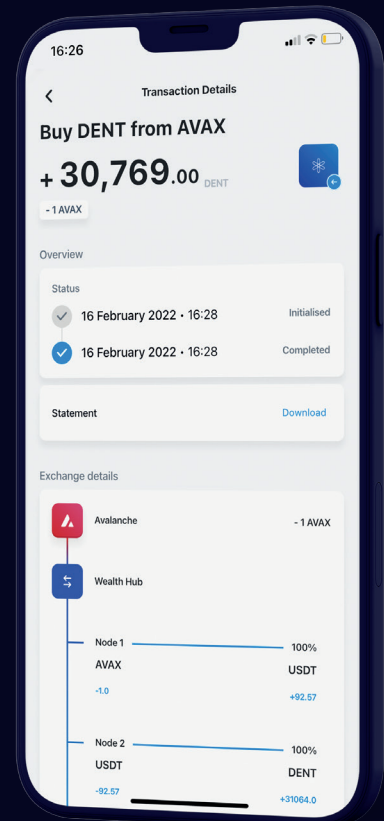 16:26
Transaction Details
Buy DENT from AVAX
+ 30,769.00 DENT
- 1 AVAX
Overview
Status
16 February 2022 • 16:28 Initialised
16 February 2022 • 16:28 Completed
Statement Download
Exchange details
Avalanche - 1 AVAX
Wealth Hub
Node 1 100%
AVAX USDT
-1.0 +92.57
Node 2 100%
USDT DENT
-92.57 +31064.0